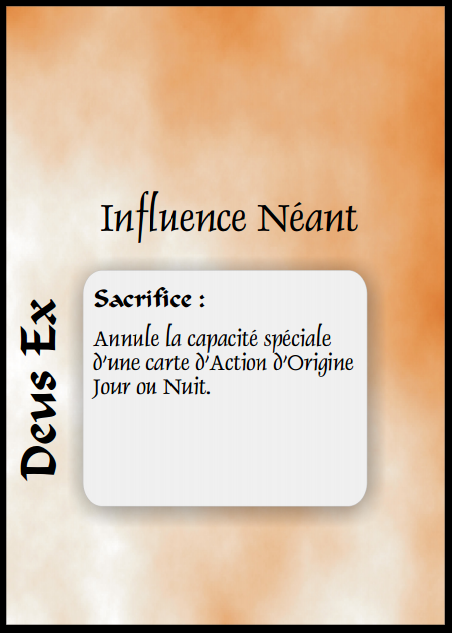 Influence Néant
Sacrifice :
Annule la capacité spéciale
d'une carte d'Action d'Origine
Jour ou Nuit.
Deus Ex